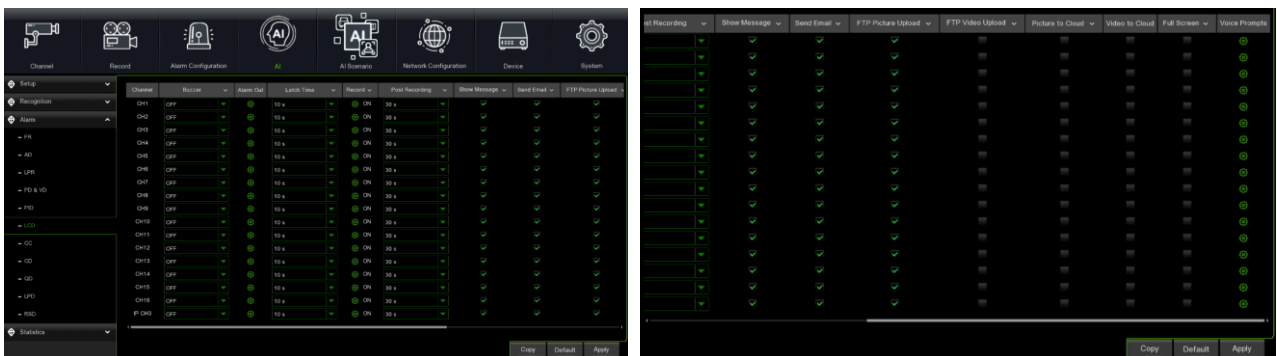 Channel Record Alarm Configuration AI AI Scenario Network Configuration Device System
Setup
Recognition
Alarm
FR
AD
LPR
PD & VD
PID
LCD
CC
CD
QD
LPD
RSD
Statistics
Channel Buzzer Alarm Out Latch Time Record Post Recording Show Message Send Email FTP Picture Upload
CH1 OFF 10 s ON 30 s
CH2 OFF 10 s ON 30 s
CH3 OFF 10 s ON 30 s
CH4 OFF 10 s ON 30 s
CH5 OFF 10 s ON 30 s
CH6 OFF 10 s ON 30 s
CH7 OFF 10 s ON 30 s
CH8 OFF 10 s ON 30 s
CH9 OFF 10 s ON 30 s
CH10 OFF 10 s ON 30 s
CH11 OFF 10 s ON 30 s
CH12 OFF 10 s ON 30 s
CH13 OFF 10 s ON 30 s
CH14 OFF 10 s ON 30 s
CH15 OFF 10 s ON 30 s
CH16 OFF 10 s ON 30 s
IP CH3 OFF 10 s ON 30 s
Copy Default Apply
st Recording Show Message Send Email FTP Picture Upload FTP Video Upload Picture to Cloud Video to Cloud Full Screen Voice Prompts
Copy Default Apply